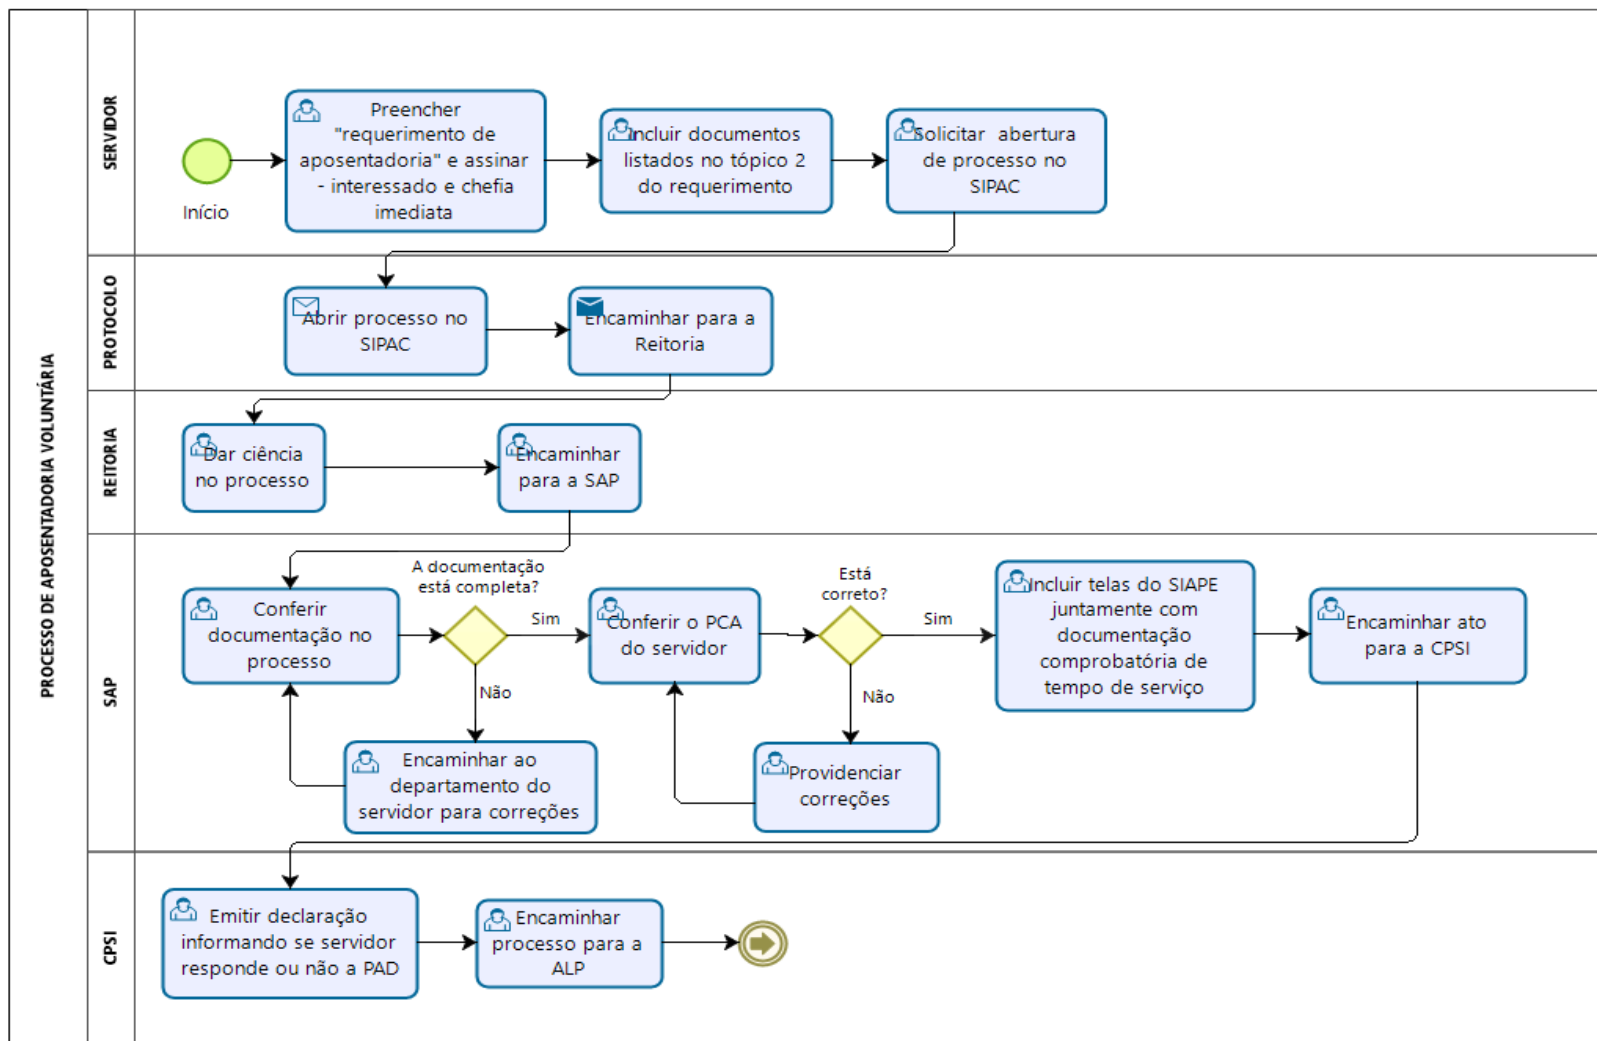 PROCESSO DE APOSENTADORIA VOLUNTÁRIA
SERVIDOR
Início
Preencher
"requerimento de
aposentadoria" e assinar
- interessado e chefia
imediata
Incluir documentos
listados no tópico 2
do requerimento
Solicitar abertura
de processo no
SIPAC
PROTOCOLO
Abrir processo no
SIPAC
Encaminhar para a
Reitoria
REITORIA
Dar ciência
no processo
Encaminhar
para a SAP
SAP
Conferir
documentação no
processo
A documentação
está completa?
Sim
Não
Encaminhar ao
departamento do
servidor para correções
Conferir o PCA
do servidor
Está
correto?
Sim
Não
Providenciar
correções
Incluir telas do SIAPE
juntamente com
documentação
comprobatória de
tempo de serviço
Encaminhar ato
para a CPSI
CPSI
Emitir declaração
informando se servidor
responde ou não a PAD
Encaminhar
processo para a
ALP